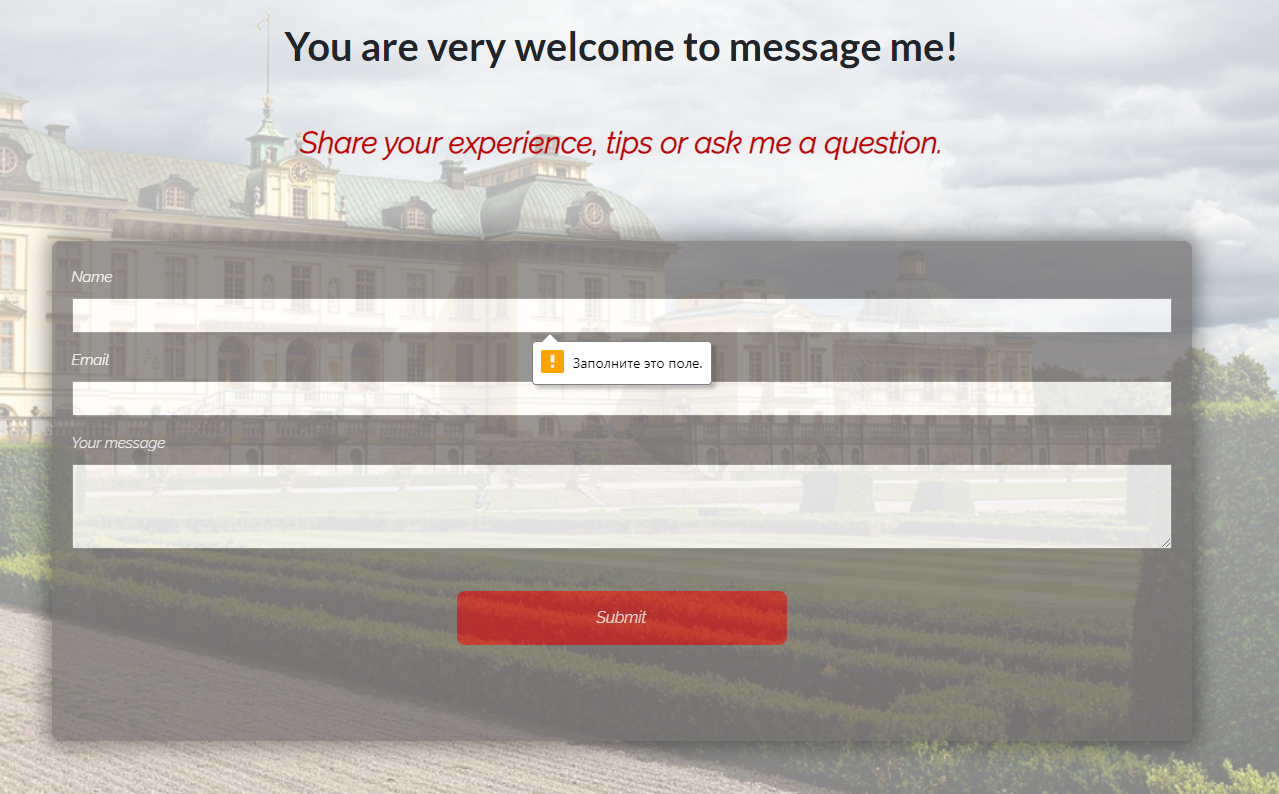 You are very welcome to message me!
Share your experience, tips or ask me a question.
Name
Заполните это поле.
Email
Your message
Submit